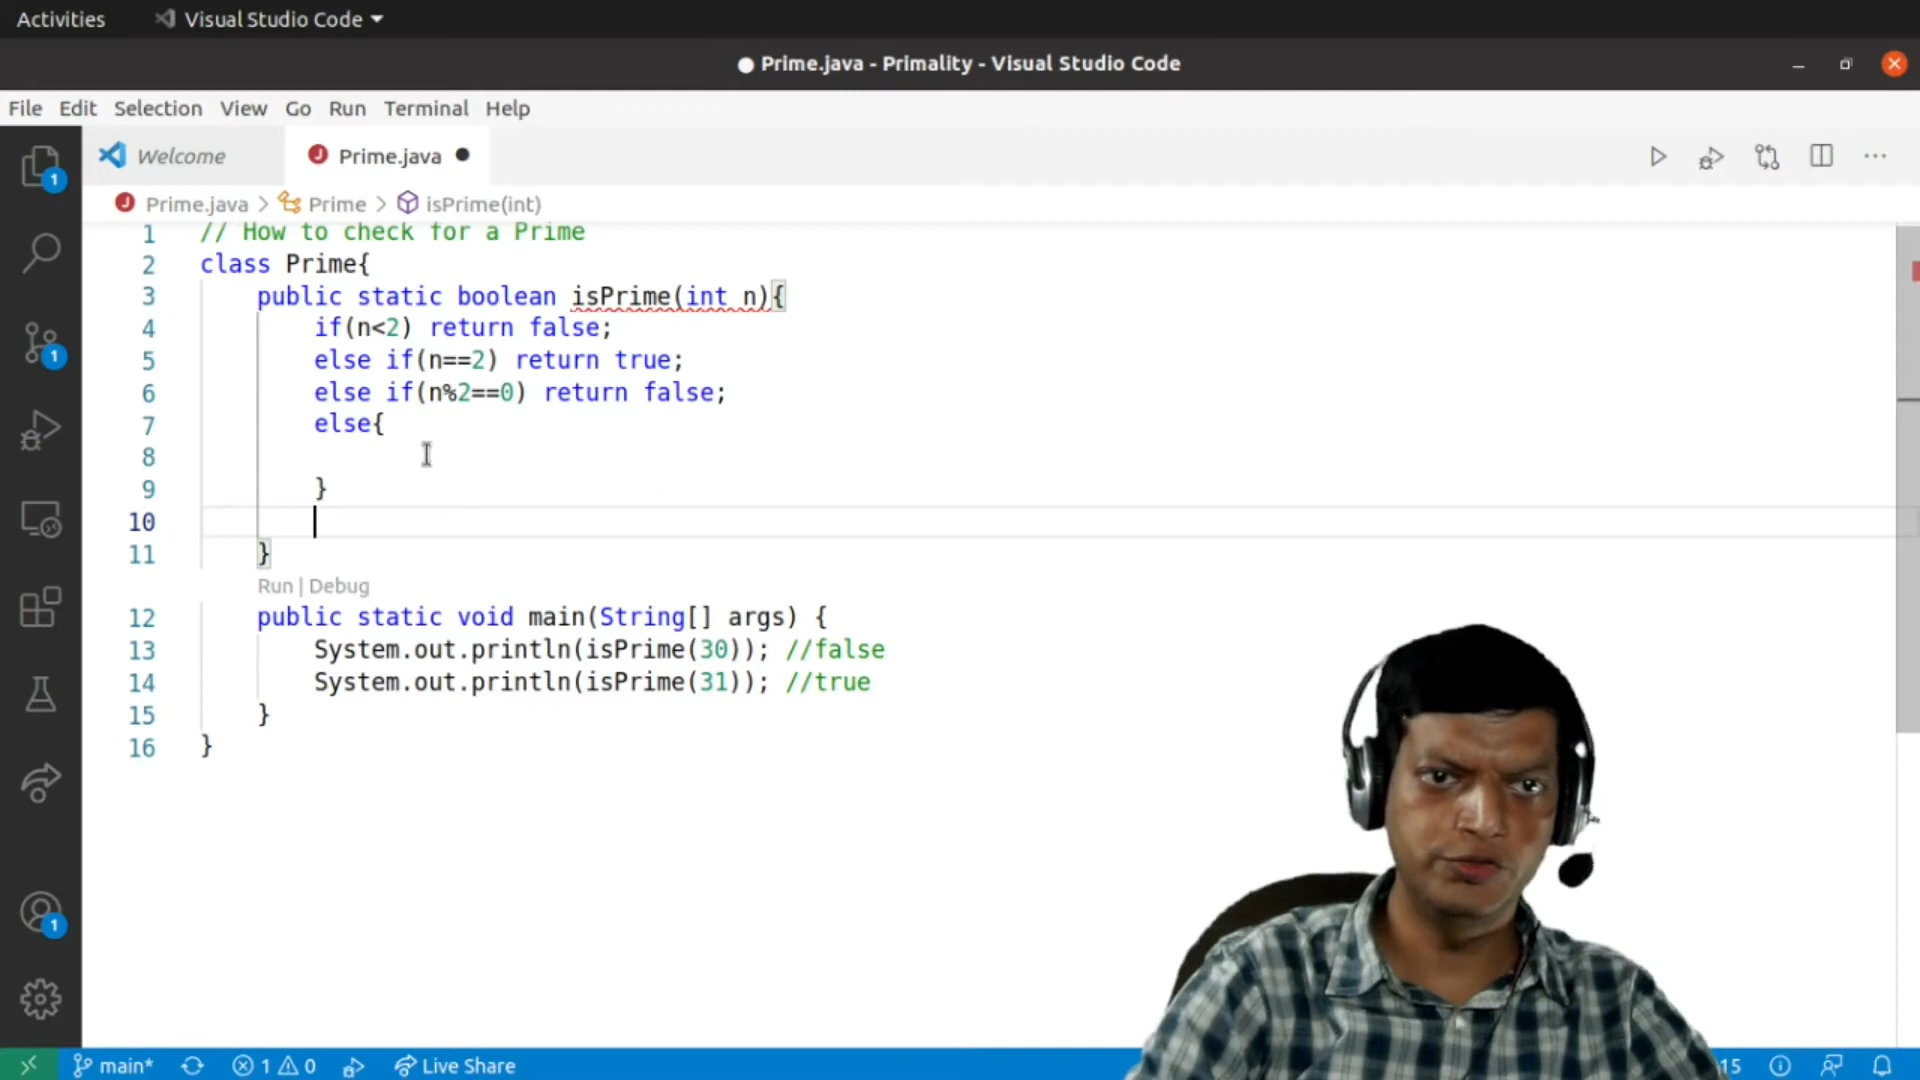 Activities Visual Studio Code
Prime.java - Primality - Visual Studio Code
File Edit Selection View Go Run Terminal Help
Welcome Prime.java
Prime.java > Prime > isPrime(int)
1 // How to check for a Prime
2 class Prime{
3 public static boolean isPrime(int n){
4 if(n<2) return false;
5 else if(n==2) return true;
6 else if(n%2==0) return false;
7 else{
8
9 }
10
11 }
Run | Debug
12 public static void main(String[] args) {
13 System.out.println(isPrime(30)); //false
14 System.out.println(isPrime(31)); //true
15 }
16 }
1
1
1
main* 1 0 Live Share 15